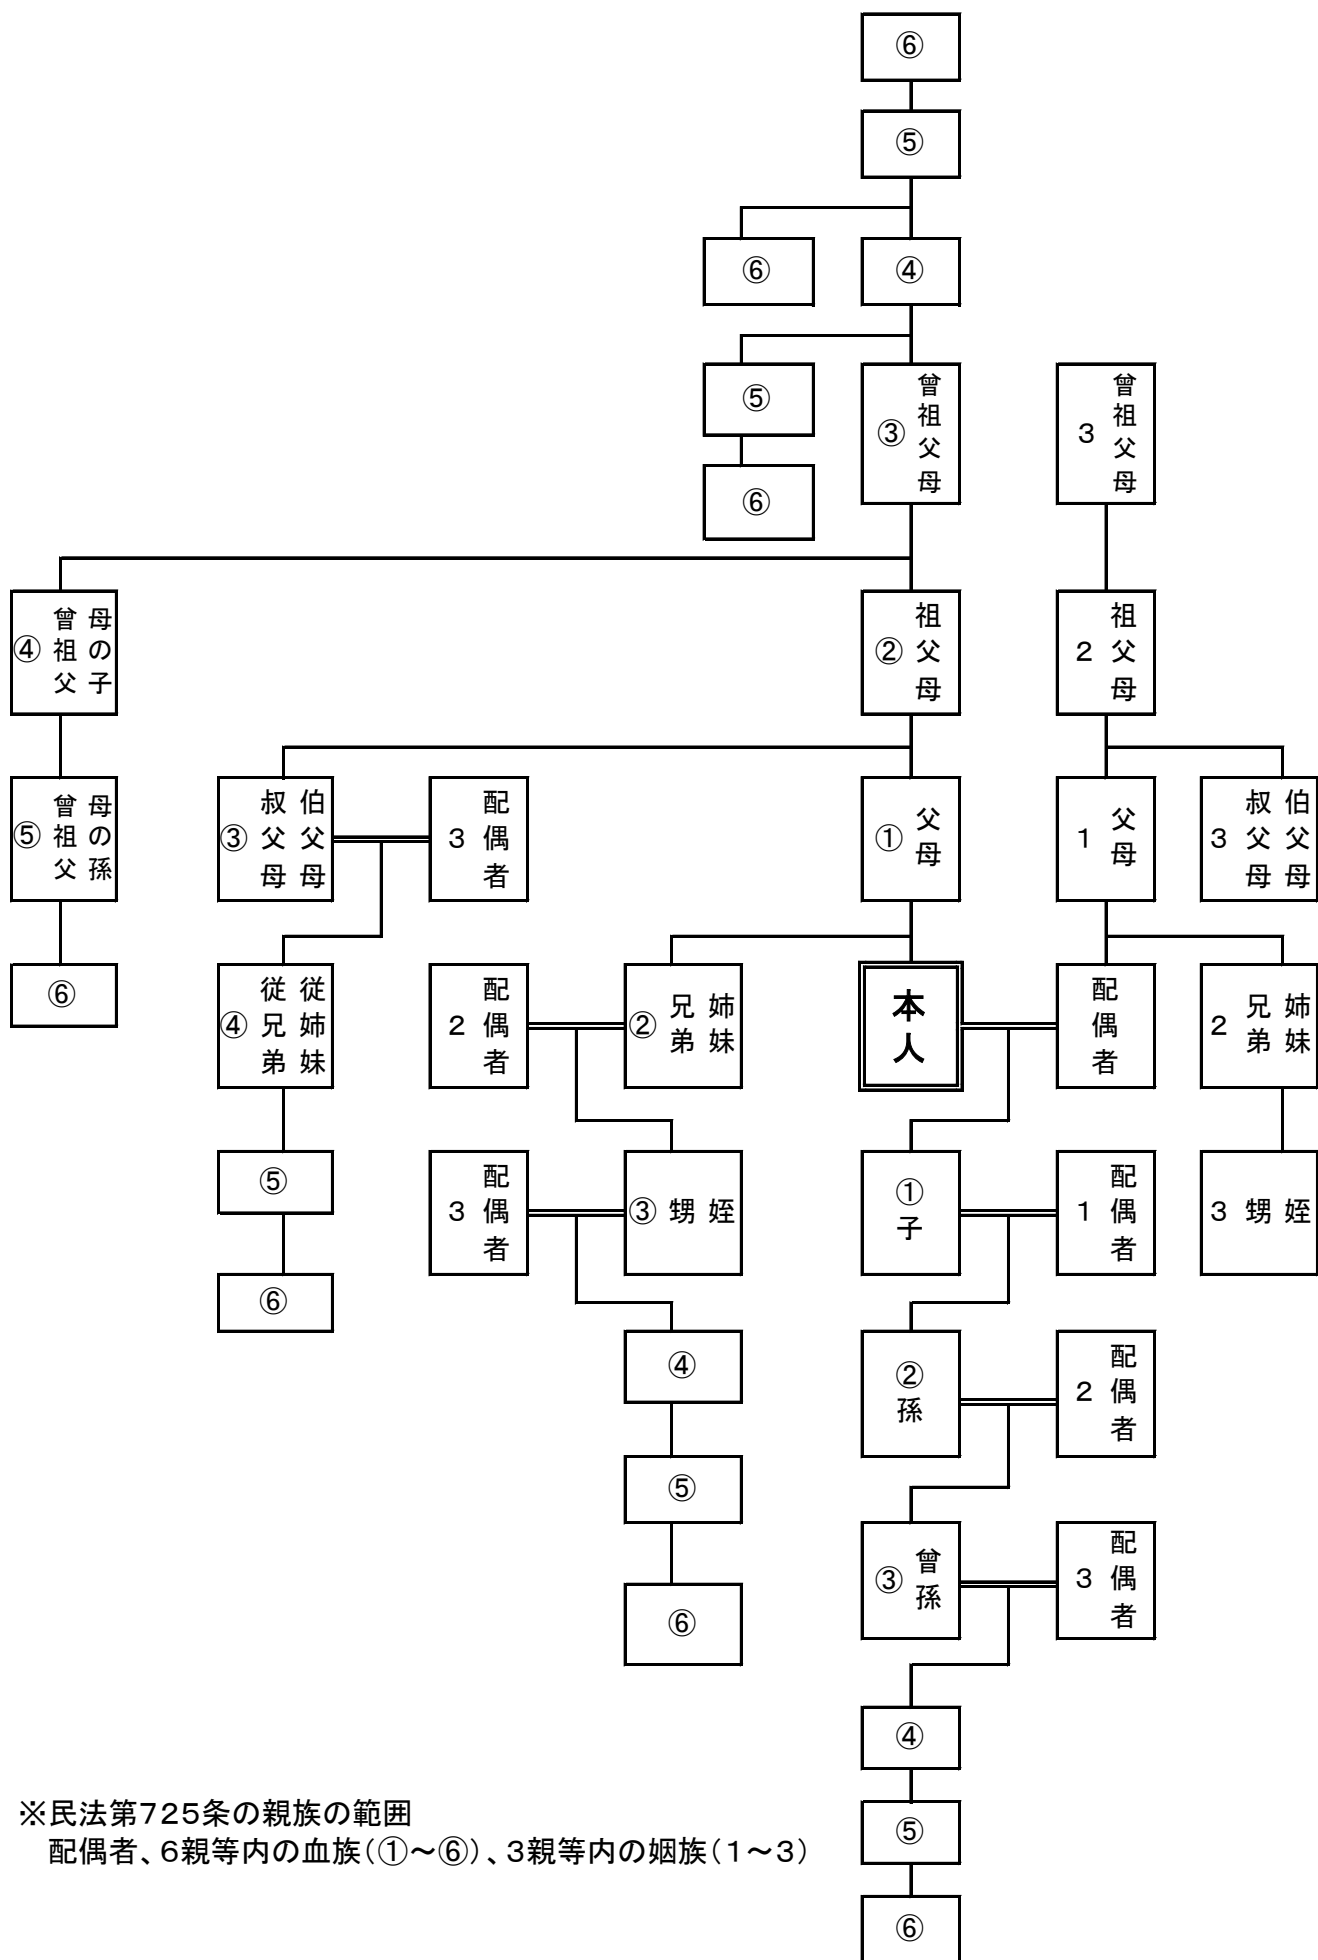 ⑥
⑤
⑥
④
⑤
③ 曾祖父母
3 曾祖父母
⑥
④ 曾祖父母の子
② 祖父母
2 祖父母
⑤ 曾祖父母の孫
③ 伯父母叔父母
3 配偶者
① 父母
1 父母
3 伯父母叔父母
⑥
④ 従姉妹従兄弟
2 配偶者
② 姉妹兄弟
本人
配偶者
2 姉妹兄弟
⑤
3 配偶者
③ 姪甥
①子
1 配偶者
3 姪甥
⑥
④
②孫
2 配偶者
⑤
③ 曾孫
3 配偶者
⑥
④
⑤
⑥
※民法第725条の親族の範囲
配偶者、6親等内の血族(①～⑥)、3親等内の姻族(1～3)